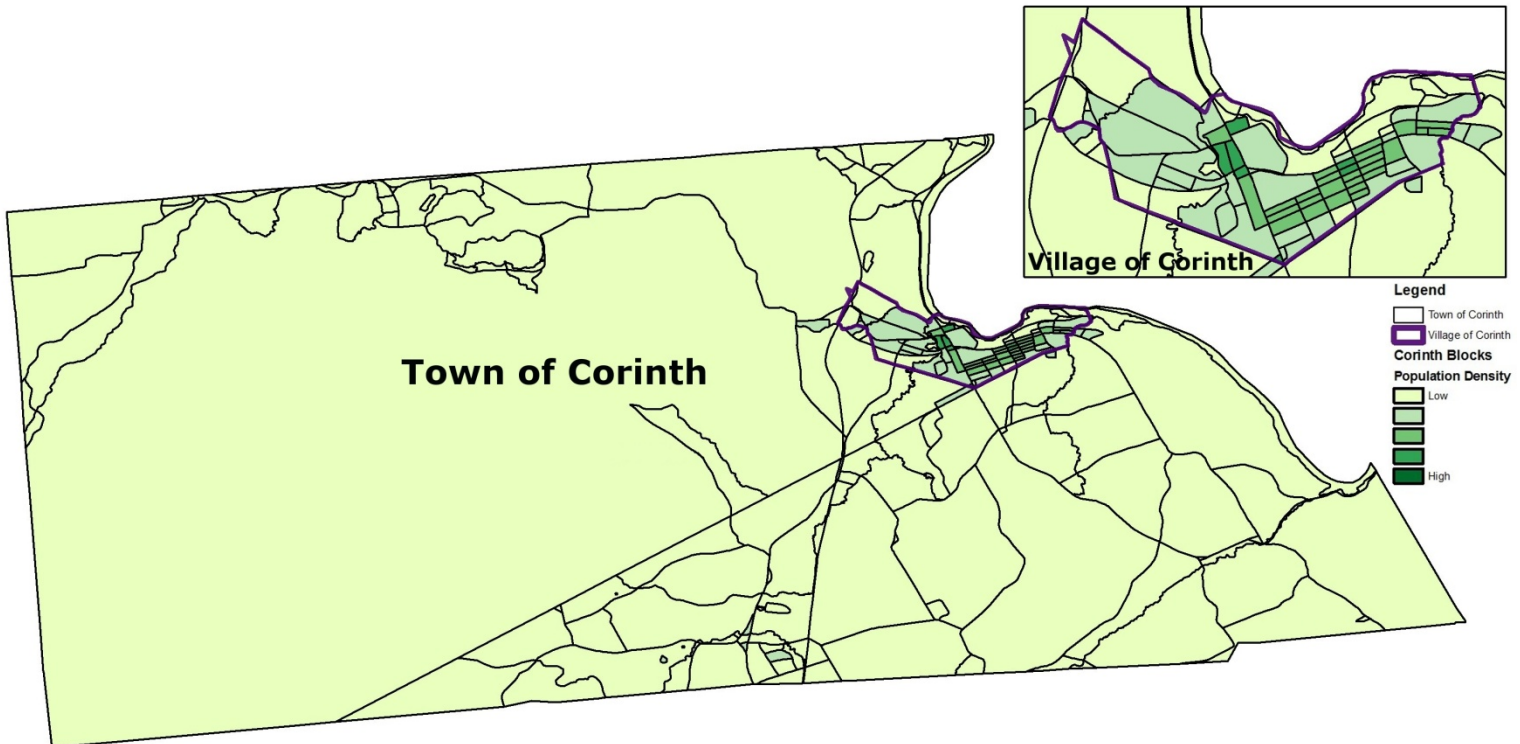 Village of Corinth
Legend
Town of Corinth
Village of Corinth
Corinth Blocks
Population Density
Low
High
Town of Corinth